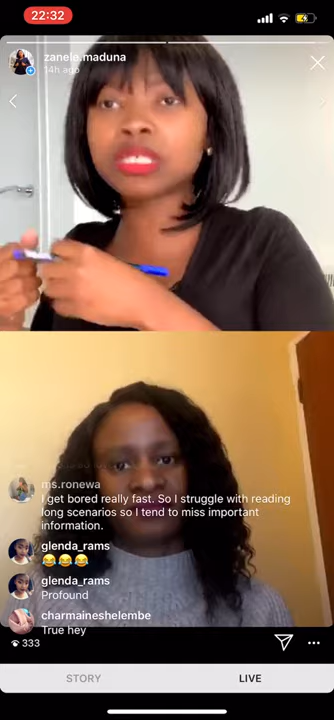 22:32
zanele.maduna
14h ago
ms.ronewa
I get bored really fast. So I struggle with reading
long scenarios so I tend to miss important
information.
glenda_rams
😂😂😂
glenda_rams
Profound
charmaineshelembe
True hey
333
STORY LIVE